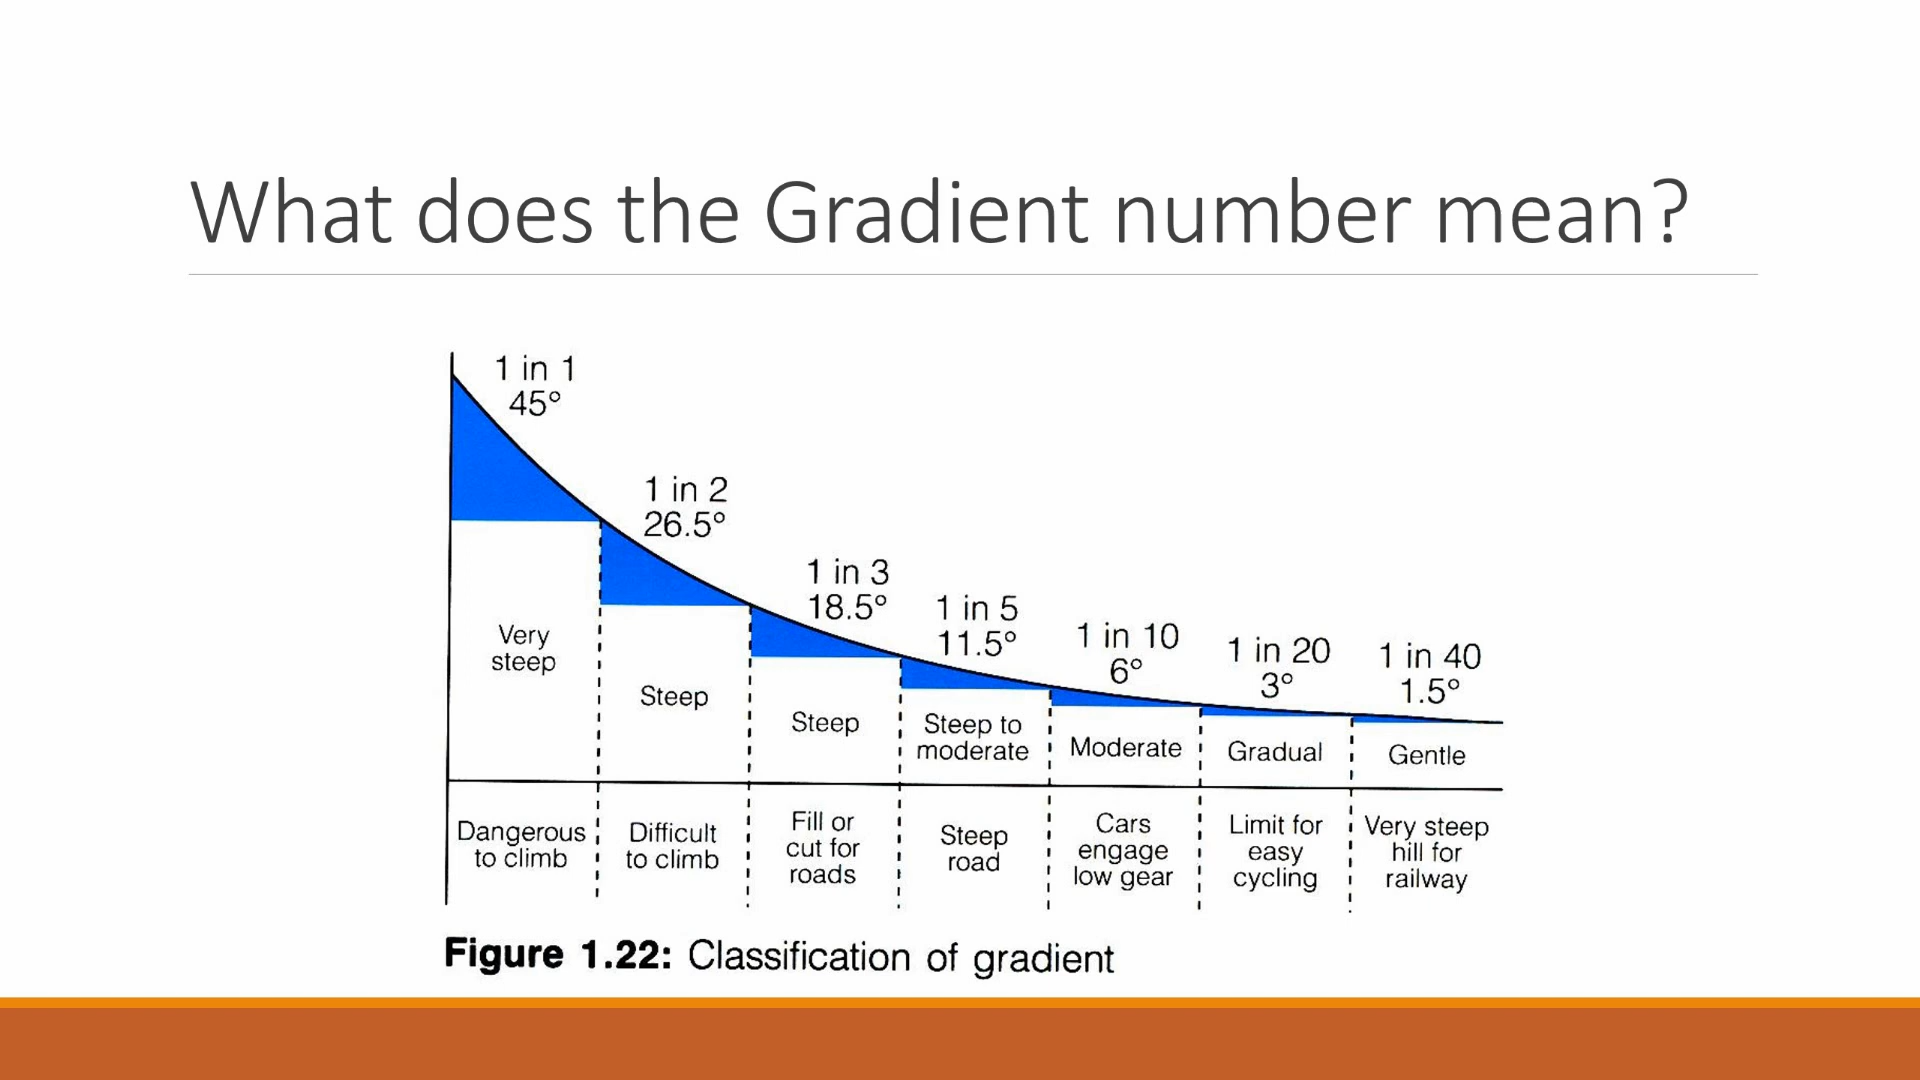 What does the Gradient number mean?
1 in 1
45°
1 in 2
26.5°
1 in 3
18.5°
1 in 5
11.5°
1 in 10
6°
1 in 20
3°
1 in 40
1.5°
Very
steep
Steep
Steep
Steep to
moderate
Moderate
Gradual
Gentle
Dangerous
to climb
Difficult
to climb
Fill or
cut for
roads
Steep
road
Cars
engage
low gear
Limit for
easy
cycling
Very steep
hill for
railway
Figure 1.22: Classification of gradient